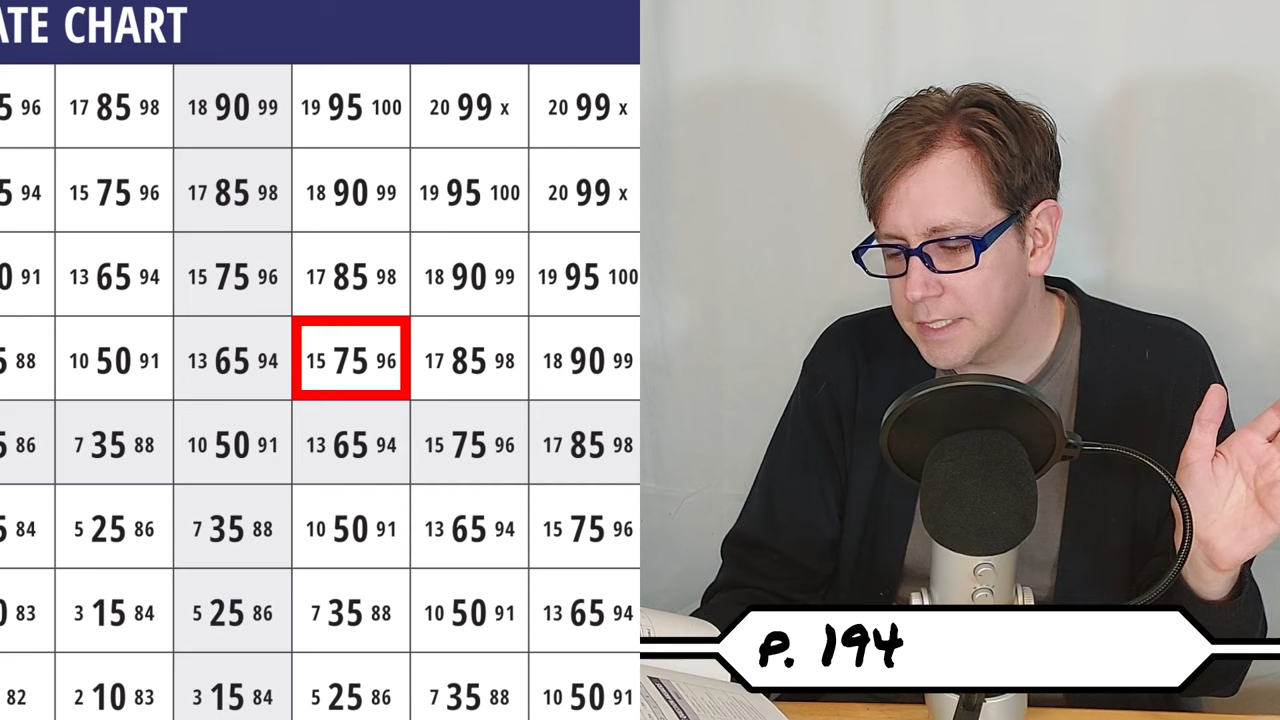 ATE CHART
5 96 17 85 98 18 90 99 19 95 100 20 99 x 20 99 x
5 94 15 75 96 17 85 98 18 90 99 19 95 100 20 99 x
0 91 13 65 94 15 75 96 17 85 98 18 90 99 19 95 100
5 88 10 50 91 13 65 94 15 75 96 17 85 98 18 90 99
5 86 7 35 88 10 50 91 13 65 94 15 75 96 17 85 98
5 84 5 25 86 7 35 88 10 50 91 13 65 94 15 75 96
0 83 3 15 84 5 25 86 7 35 88 10 50 91 13 65 94
82 2 10 83 3 15 84 5 25 86 7 35 88 10 50 91
P. 194